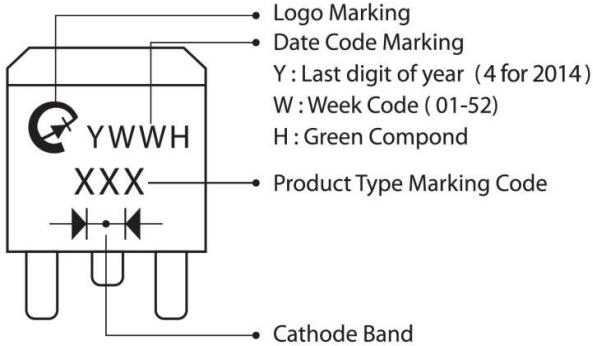 Logo Marking
Date Code Marking
Y : Last digit of year ( 4 for 2014 )
W : Week Code ( 01-52)
H : Green Compond
YWWH
XXX
Product Type Marking Code
Cathode Band